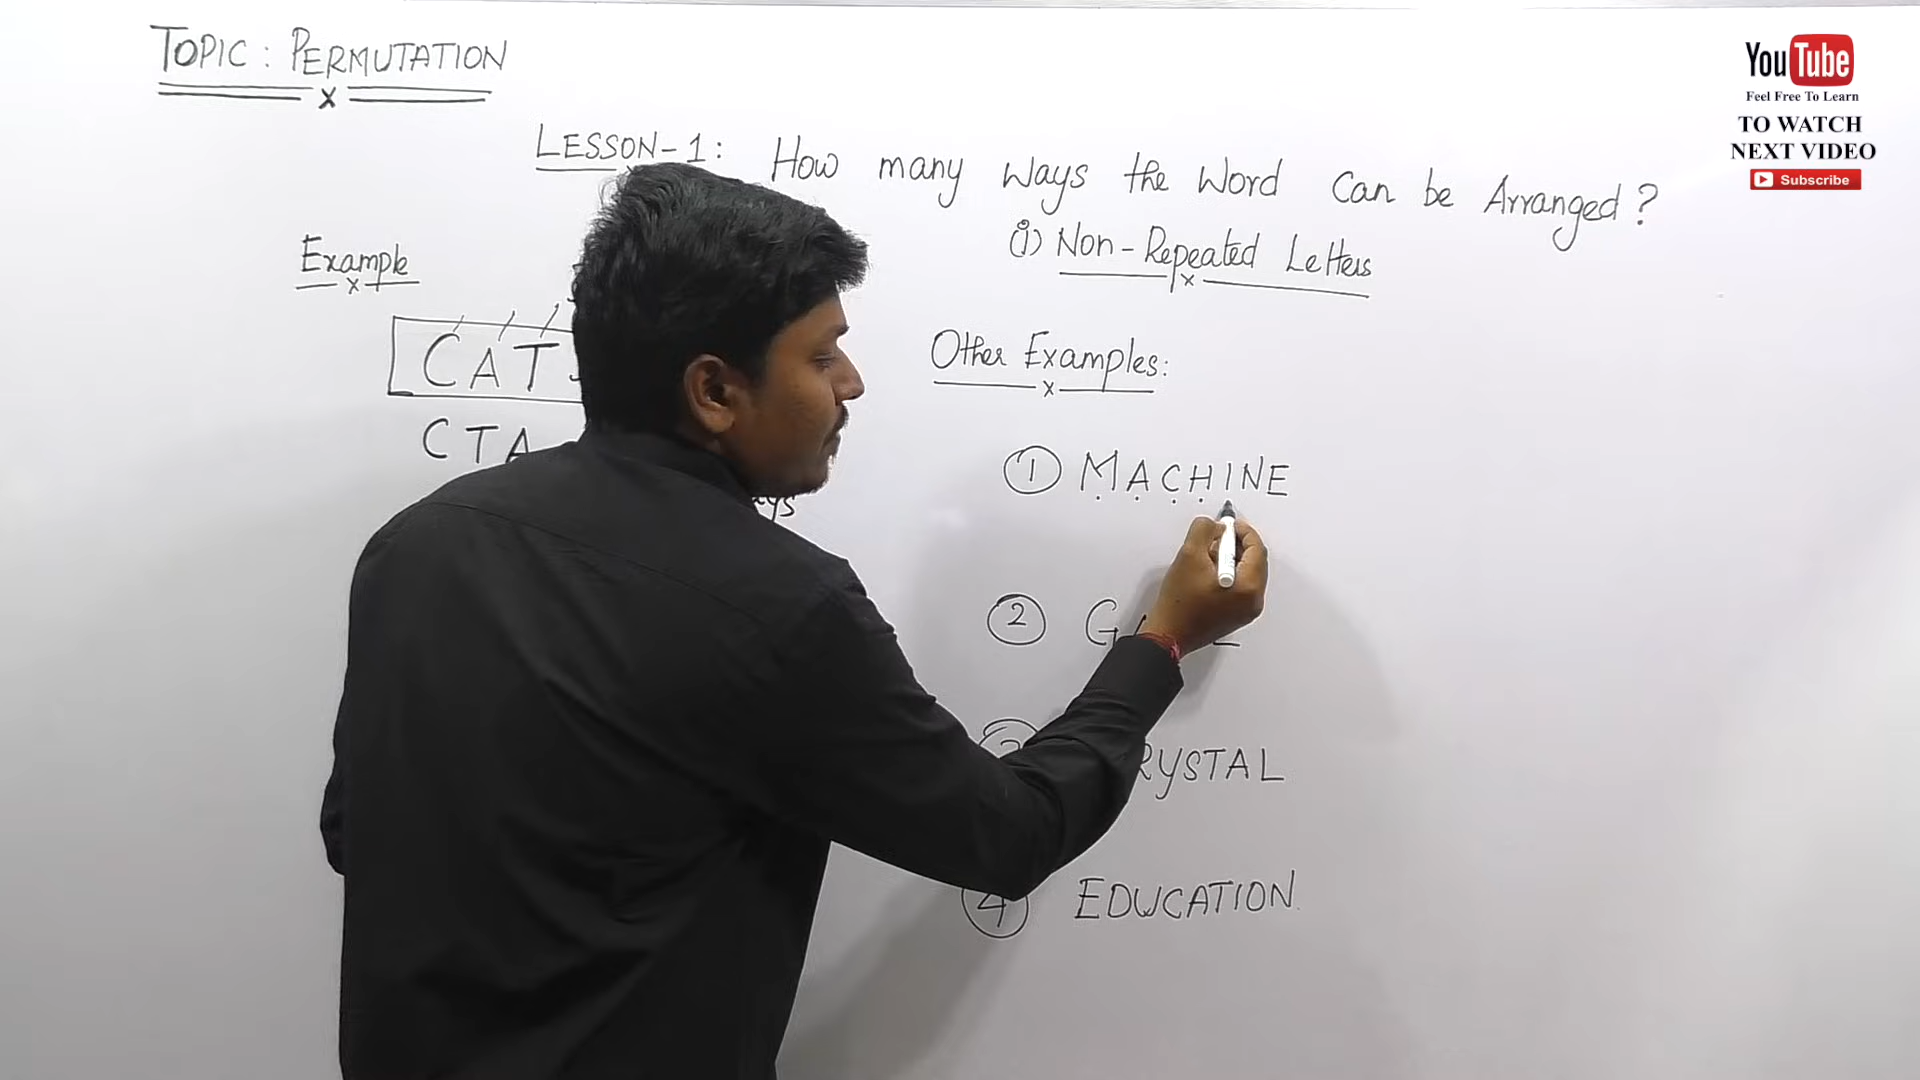 TOPIC: PERMUTATION
x
YouTube
Feel Free To Learn
TO WATCH
NEXT VIDEO
Subscribe
LESSON-1: How many ways the Word Can be Arranged?
(i) Non-Repeated Letters
x
Example
x
CAT
CTA
Other Examples:
x
1 MACHINE
2
RYSTAL
4 EDUCATION.